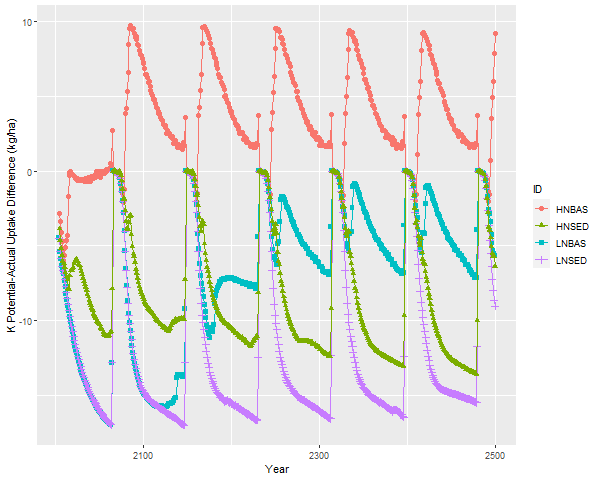 K Potential-Actual Uptake Difference (kg/ha)
10
0
-10
2100
2300
2500
Year
ID
HNBAS
HNSED
LNBAS
LNSED